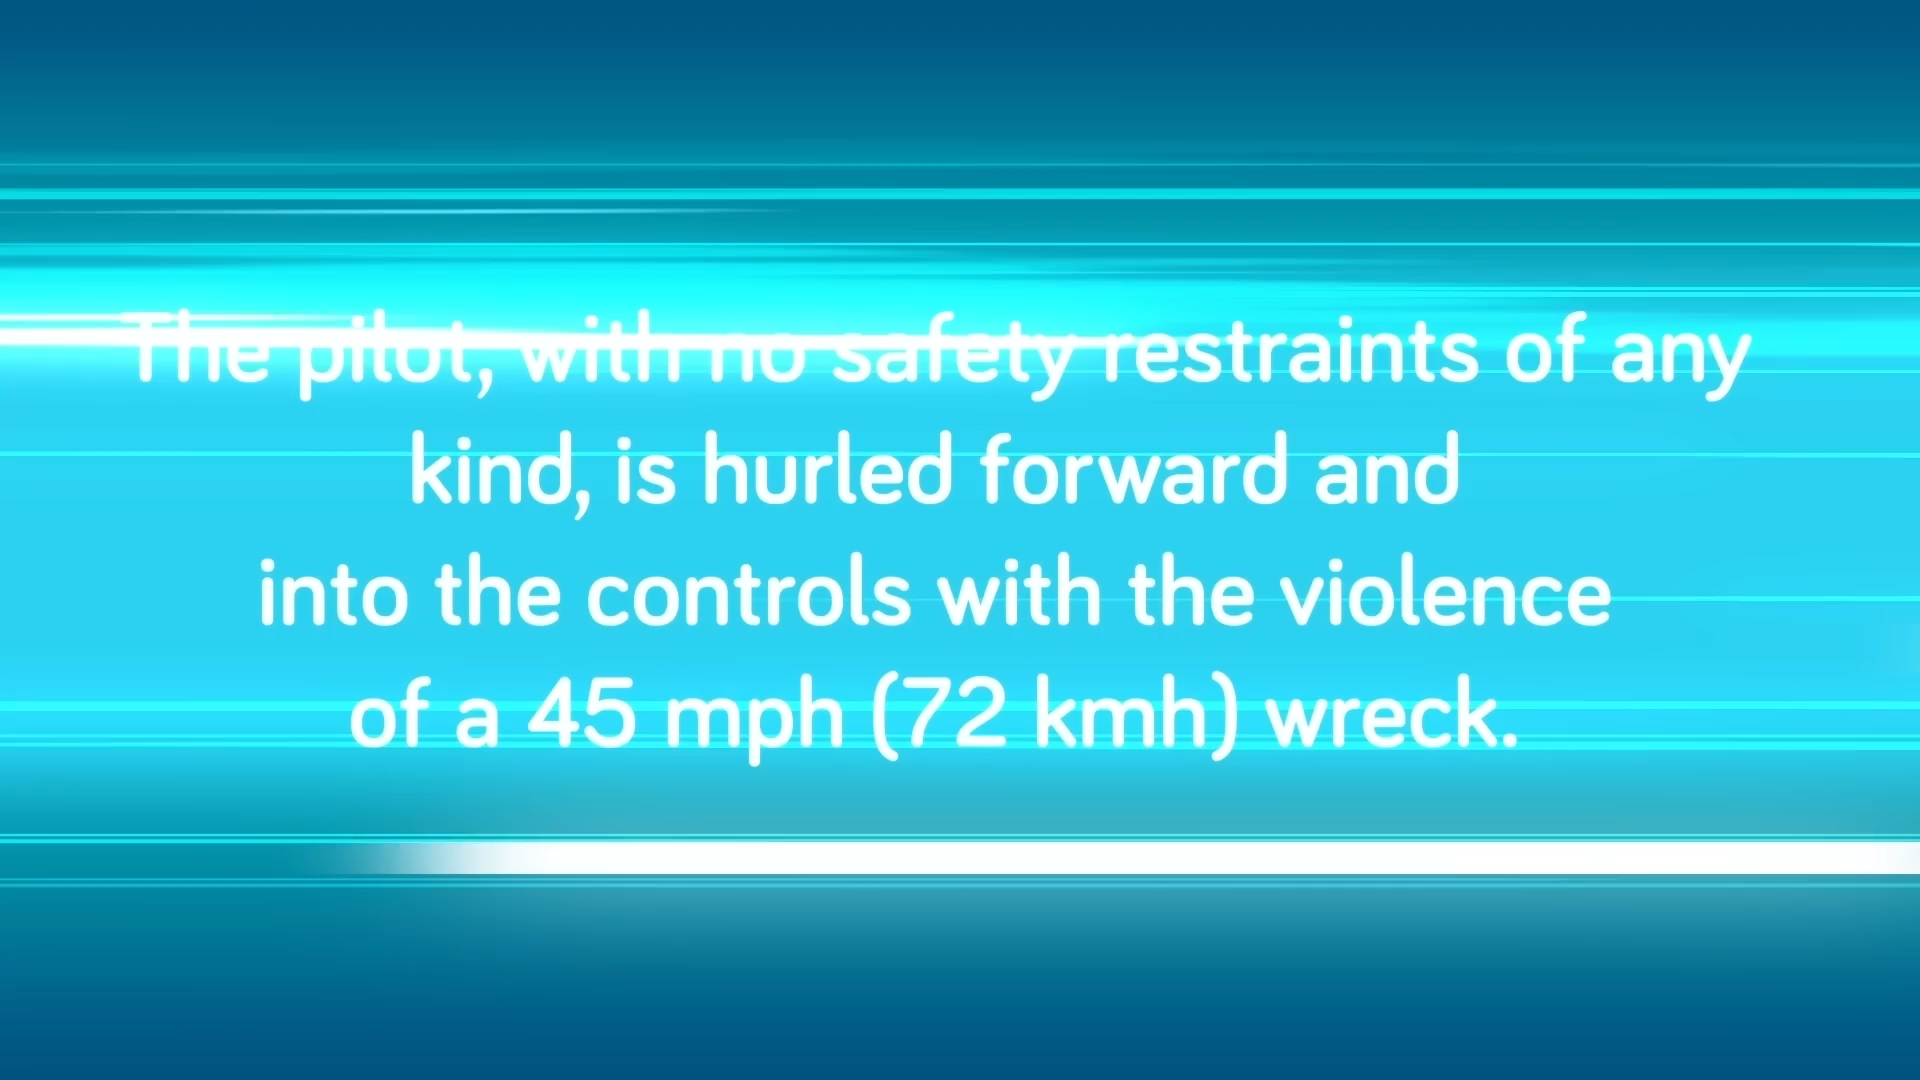 The pilot, with no safety restraints of any
kind, is hurled forward and
into the controls with the violence
of a 45 mph (72 kmh) wreck.